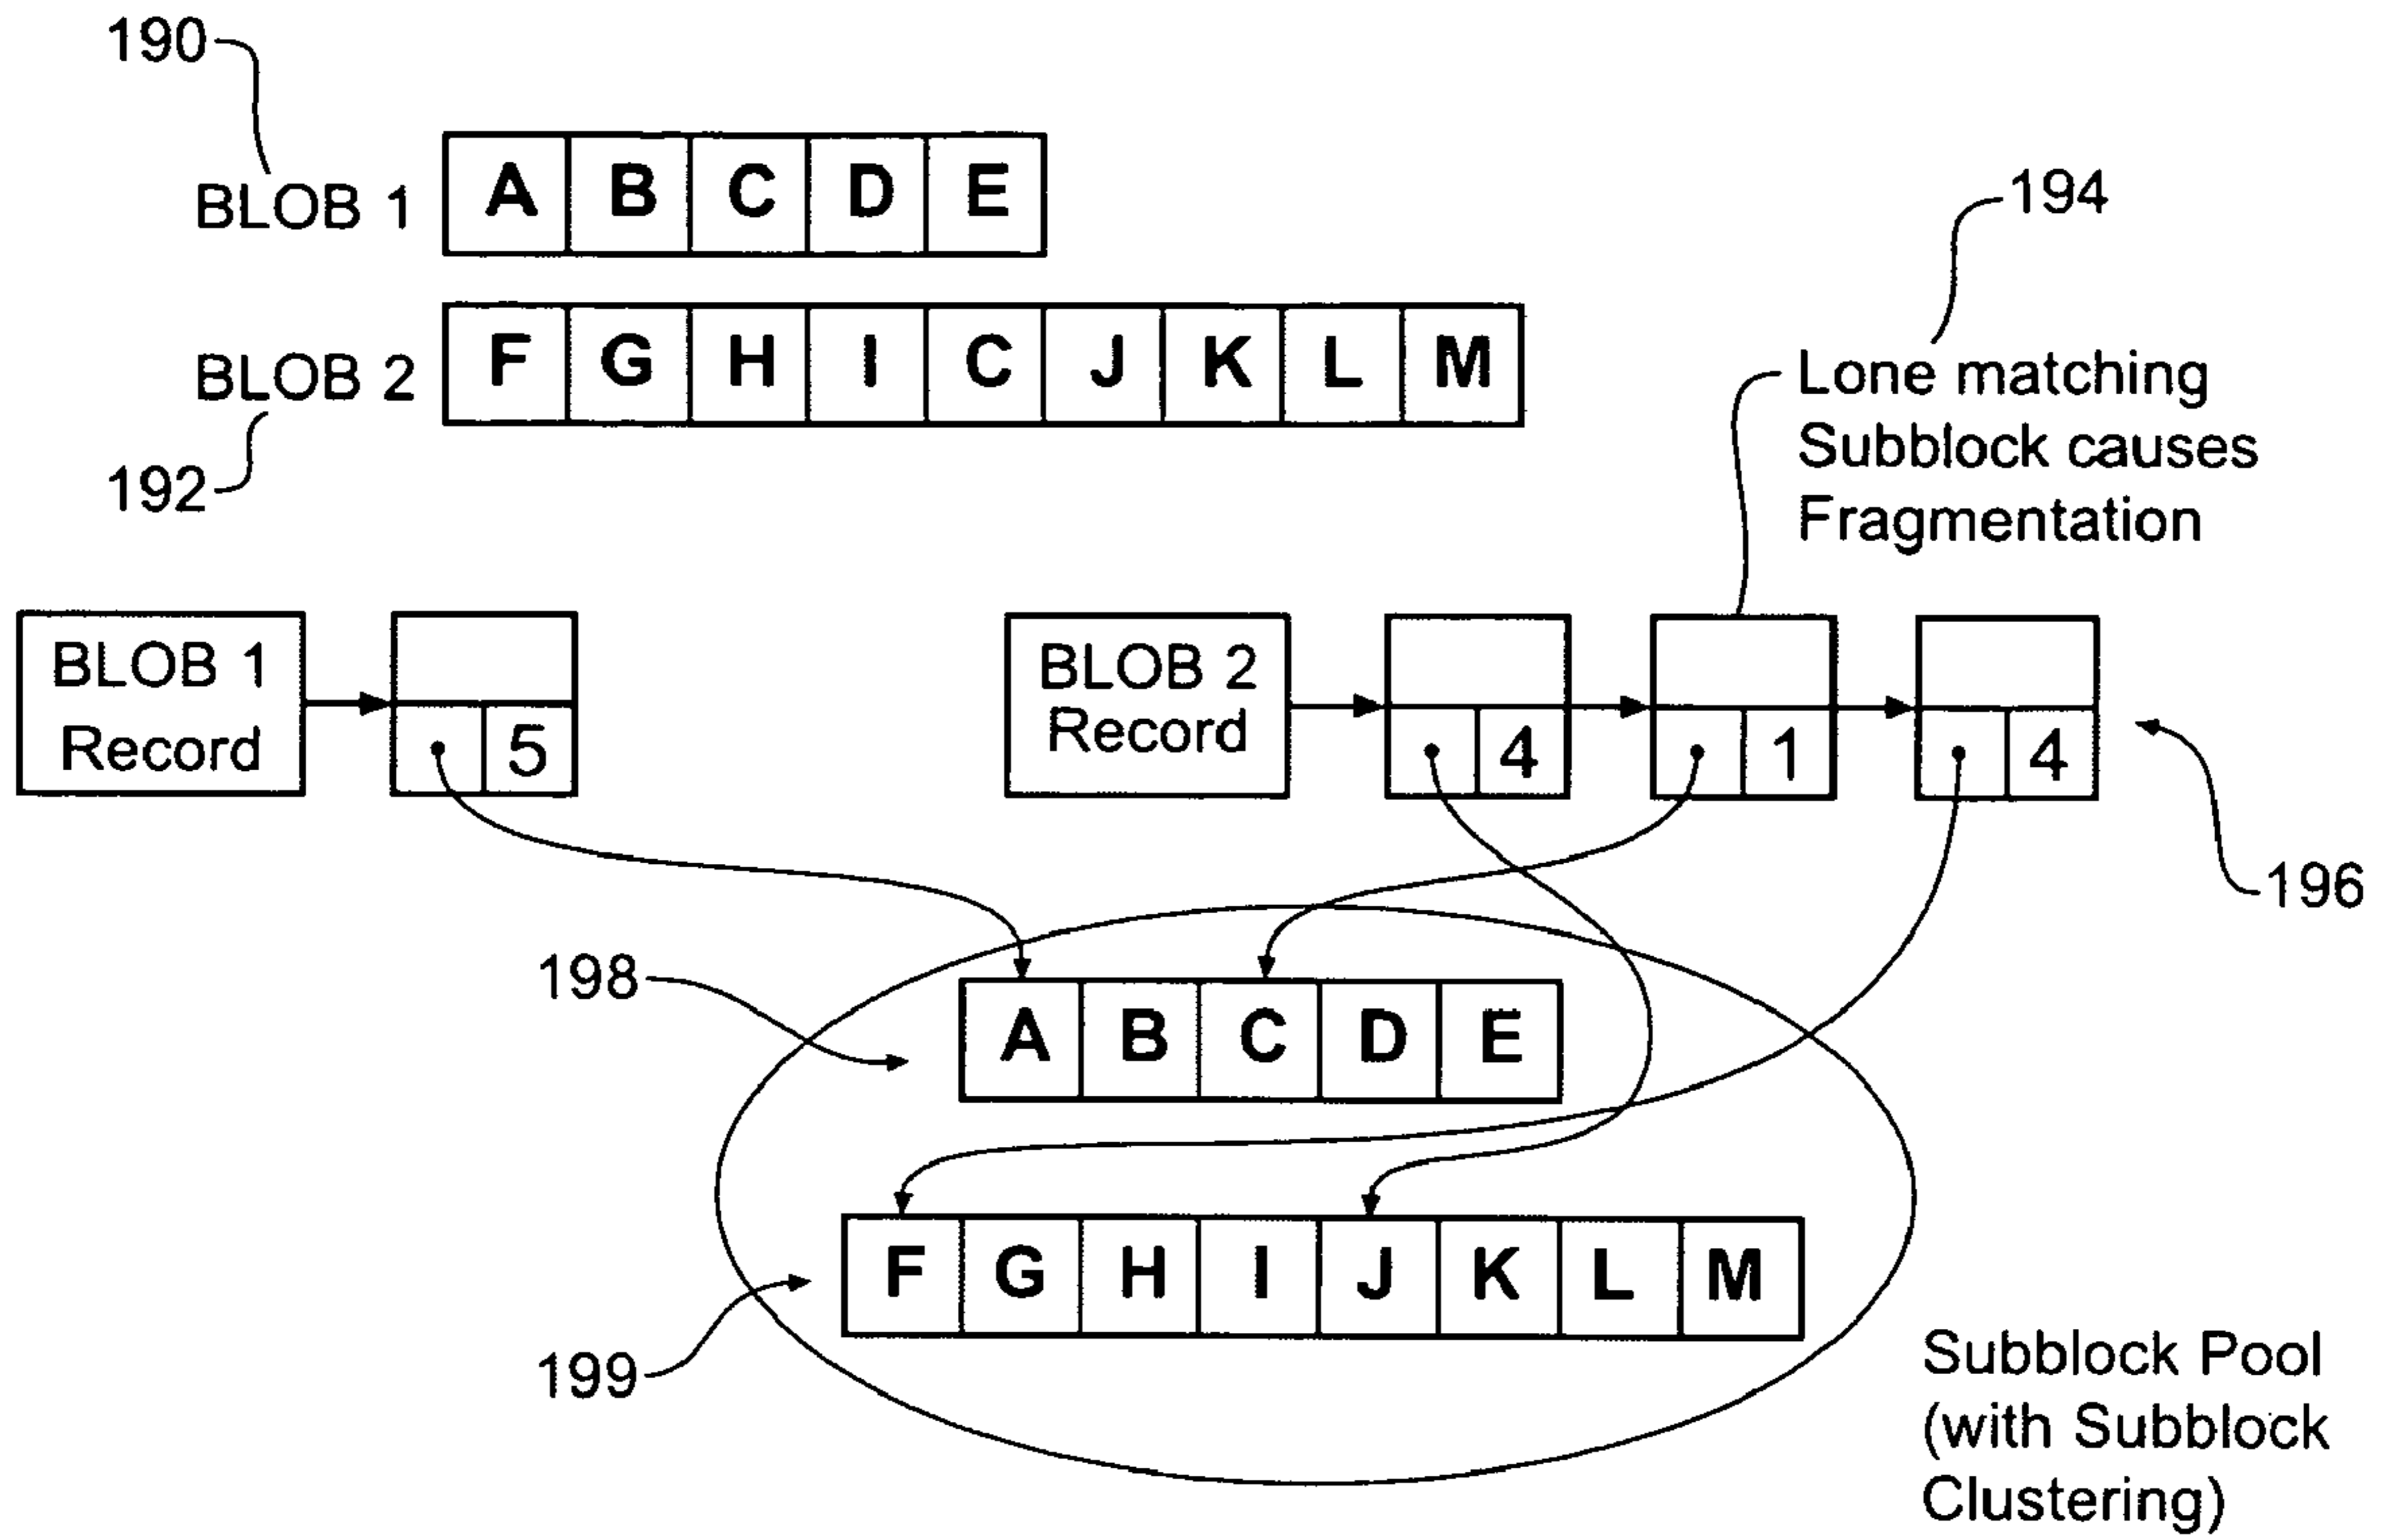 190
BLOB 1
A B C D E
194
BLOB 2
F G H I C J K L M
192
Lone matching
Subblock causes
Fragmentation
BLOB 1
Record
5
BLOB 2
Record
4
1
4
196
198
A B C D E
F G H I J K L M
199
Subblock Pool
(with Subblock
Clustering)